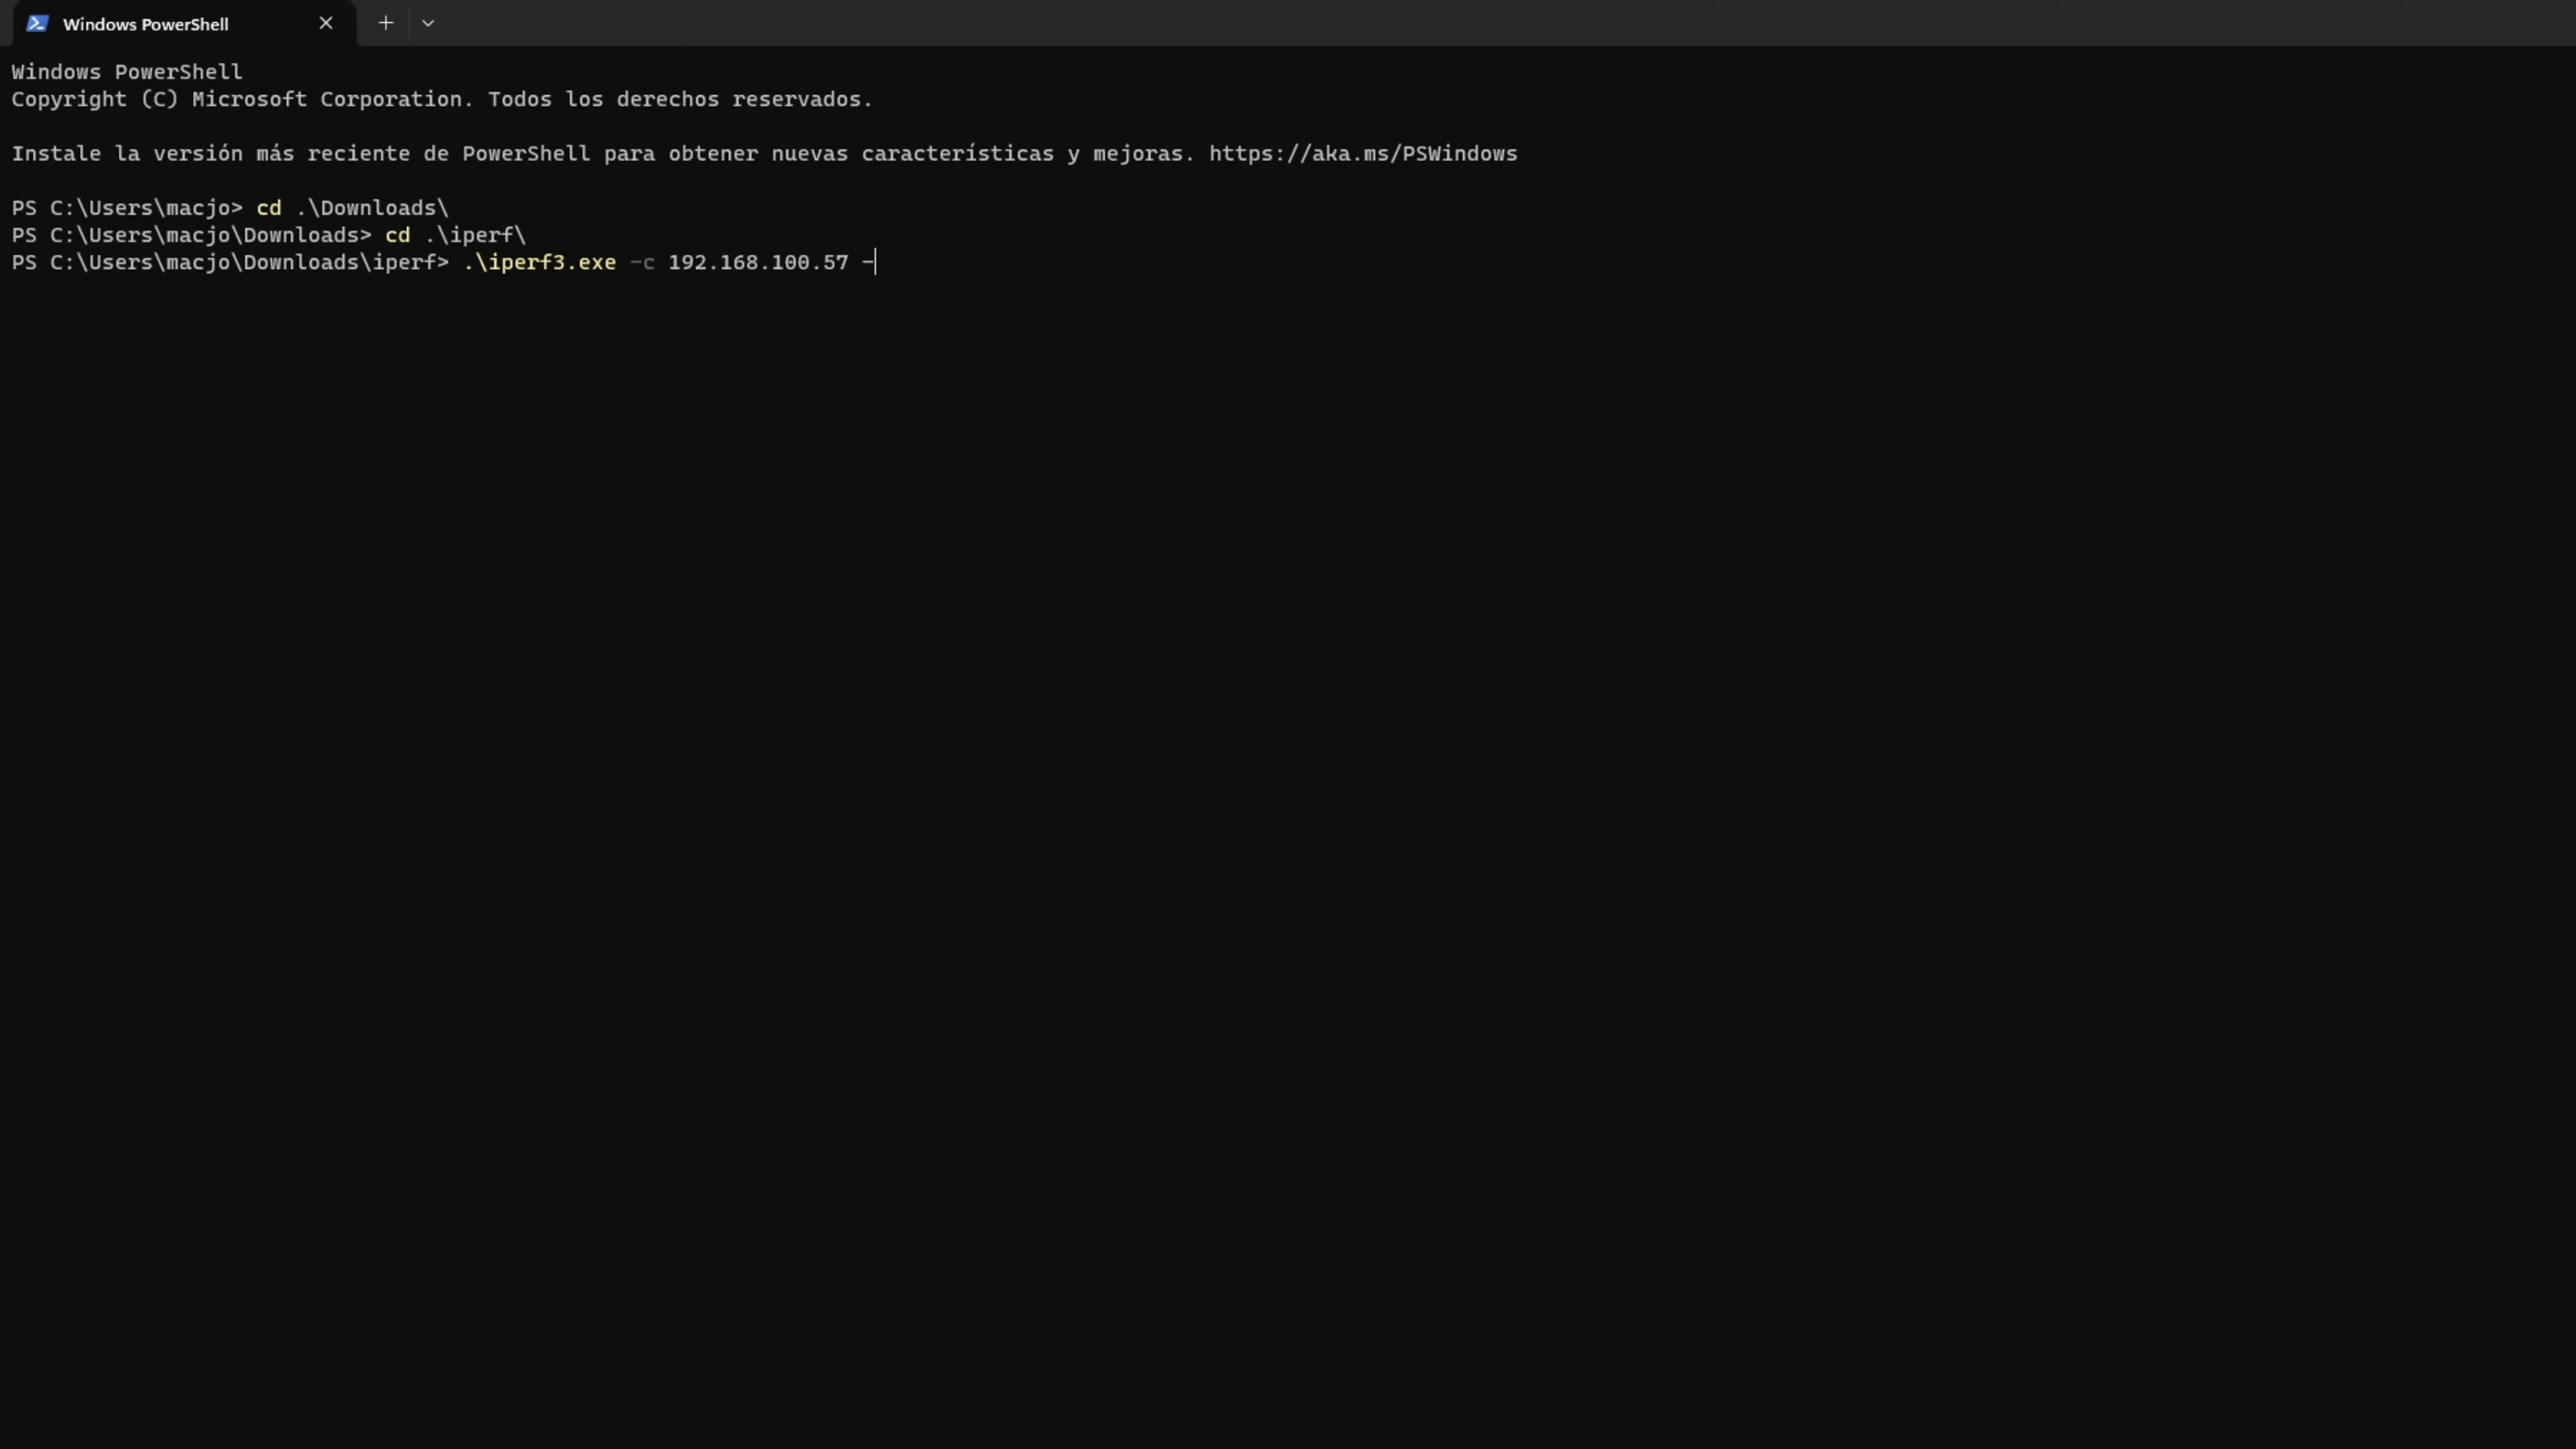 Windows PowerShell
Windows PowerShell
Copyright (C) Microsoft Corporation. Todos los derechos reservados.
Instale la versión más reciente de PowerShell para obtener nuevas características y mejoras. https://aka.ms/PSWindows
PS C:\Users\macjo> cd .\Downloads\
PS C:\Users\macjo\Downloads> cd .\iperf\
PS C:\Users\macjo\Downloads\iperf> .\iperf3.exe -c 192.168.100.57 -